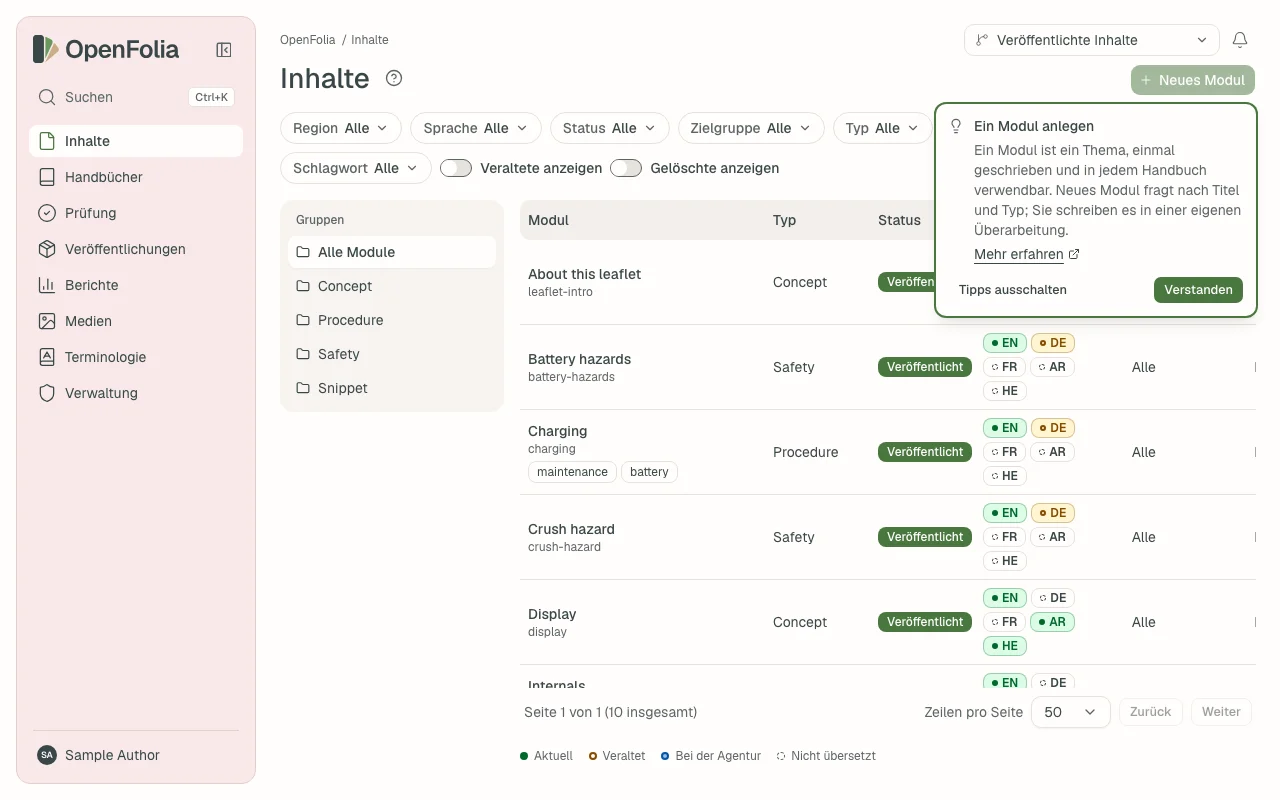 OpenFolia
Suchen Ctrl+K
Inhalte
Handbücher
Prüfung
Veröffentlichungen
Berichte
Medien
Terminologie
Verwaltung
SA Sample Author
OpenFolia / Inhalte
Veröffentlichte Inhalte
Inhalte
+ Neues Modul
Region Alle
Sprache Alle
Status Alle
Zielgruppe Alle
Typ Alle
Schlagwort Alle
Veraltete anzeigen
Gelöschte anzeigen
Ein Modul anlegen
Ein Modul ist ein Thema, einmal
geschrieben und in jedem Handbuch
verwendbar. Neues Modul fragt nach Titel
und Typ; Sie schreiben es in einer eigenen
Überarbeitung.
Mehr erfahren
Tipps ausschalten
Verstanden
Gruppen
Alle Module
Concept
Procedure
Safety
Snippet
Modul Typ Status
About this leaflet
leaflet-intro
Concept
Battery hazards
battery-hazards
Safety
Veröffentlicht
EN DE
FR AR
HE
Alle
Charging
charging
maintenance battery
Procedure
Veröffentlicht
EN DE
FR AR
HE
Alle
Crush hazard
crush-hazard
Safety
Veröffentlicht
EN DE
FR AR
HE
Alle
Display
display
Concept
Veröffentlicht
EN DE
FR AR
HE
Alle
Internals
EN DE
Seite 1 von 1 (10 insgesamt)
Zeilen pro Seite 50
Zurück
Weiter
Aktuell
Veraltet
Bei der Agentur
Nicht übersetzt